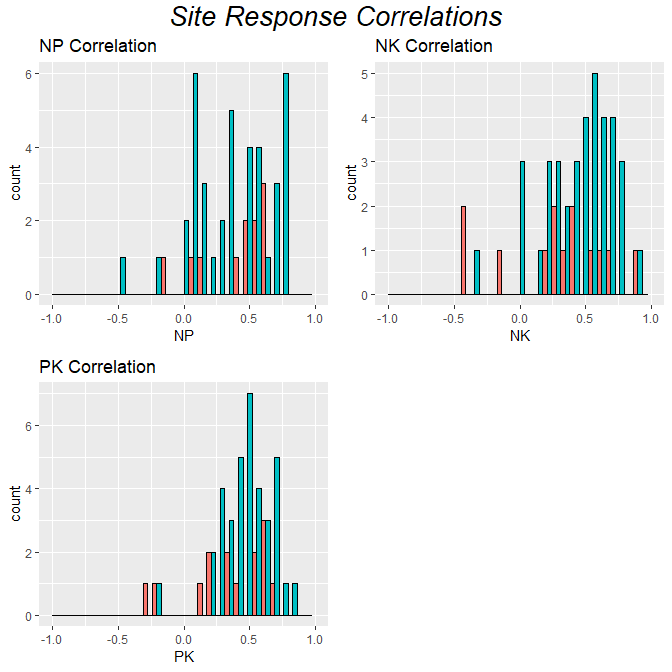 Site Response Correlations
NP Correlation
6
4
2
0
count
-1.0 -0.5 0.0 0.5 1.0
NP
NK Correlation
5
4
3
2
1
0
count
-1.0 -0.5 0.0 0.5 1.0
NK
PK Correlation
6
4
2
0
count
-1.0 -0.5 0.0 0.5 1.0
PK